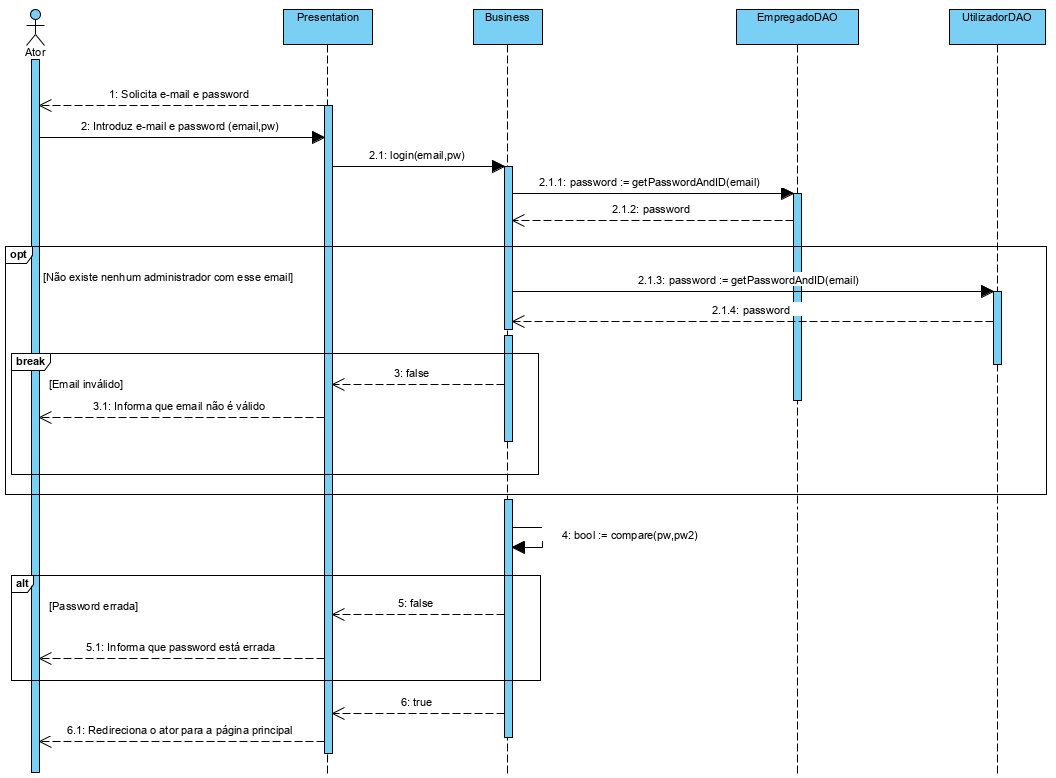 Presentation
Business
EmpregadoDAO
UtilizadorDAO
Ator
1: Solicita e-mail e password
2: Introduz e-mail e password (email,pw)
2.1: login(email,pw)
2.1.1: password := getPasswordAndID(email)
2.1.2: password
opt
[Não existe nenhum administrador com esse email]
2.1.3: password := getPasswordAndID(email)
2.1.4: password
break
3: false
[Email inválido]
3.1: Informa que email não é válido
4: bool := compare(pw,pw2)
alt
[Password errada]
5: false
5.1: Informa que password está errada
6: true
6.1: Redireciona o ator para a página principal